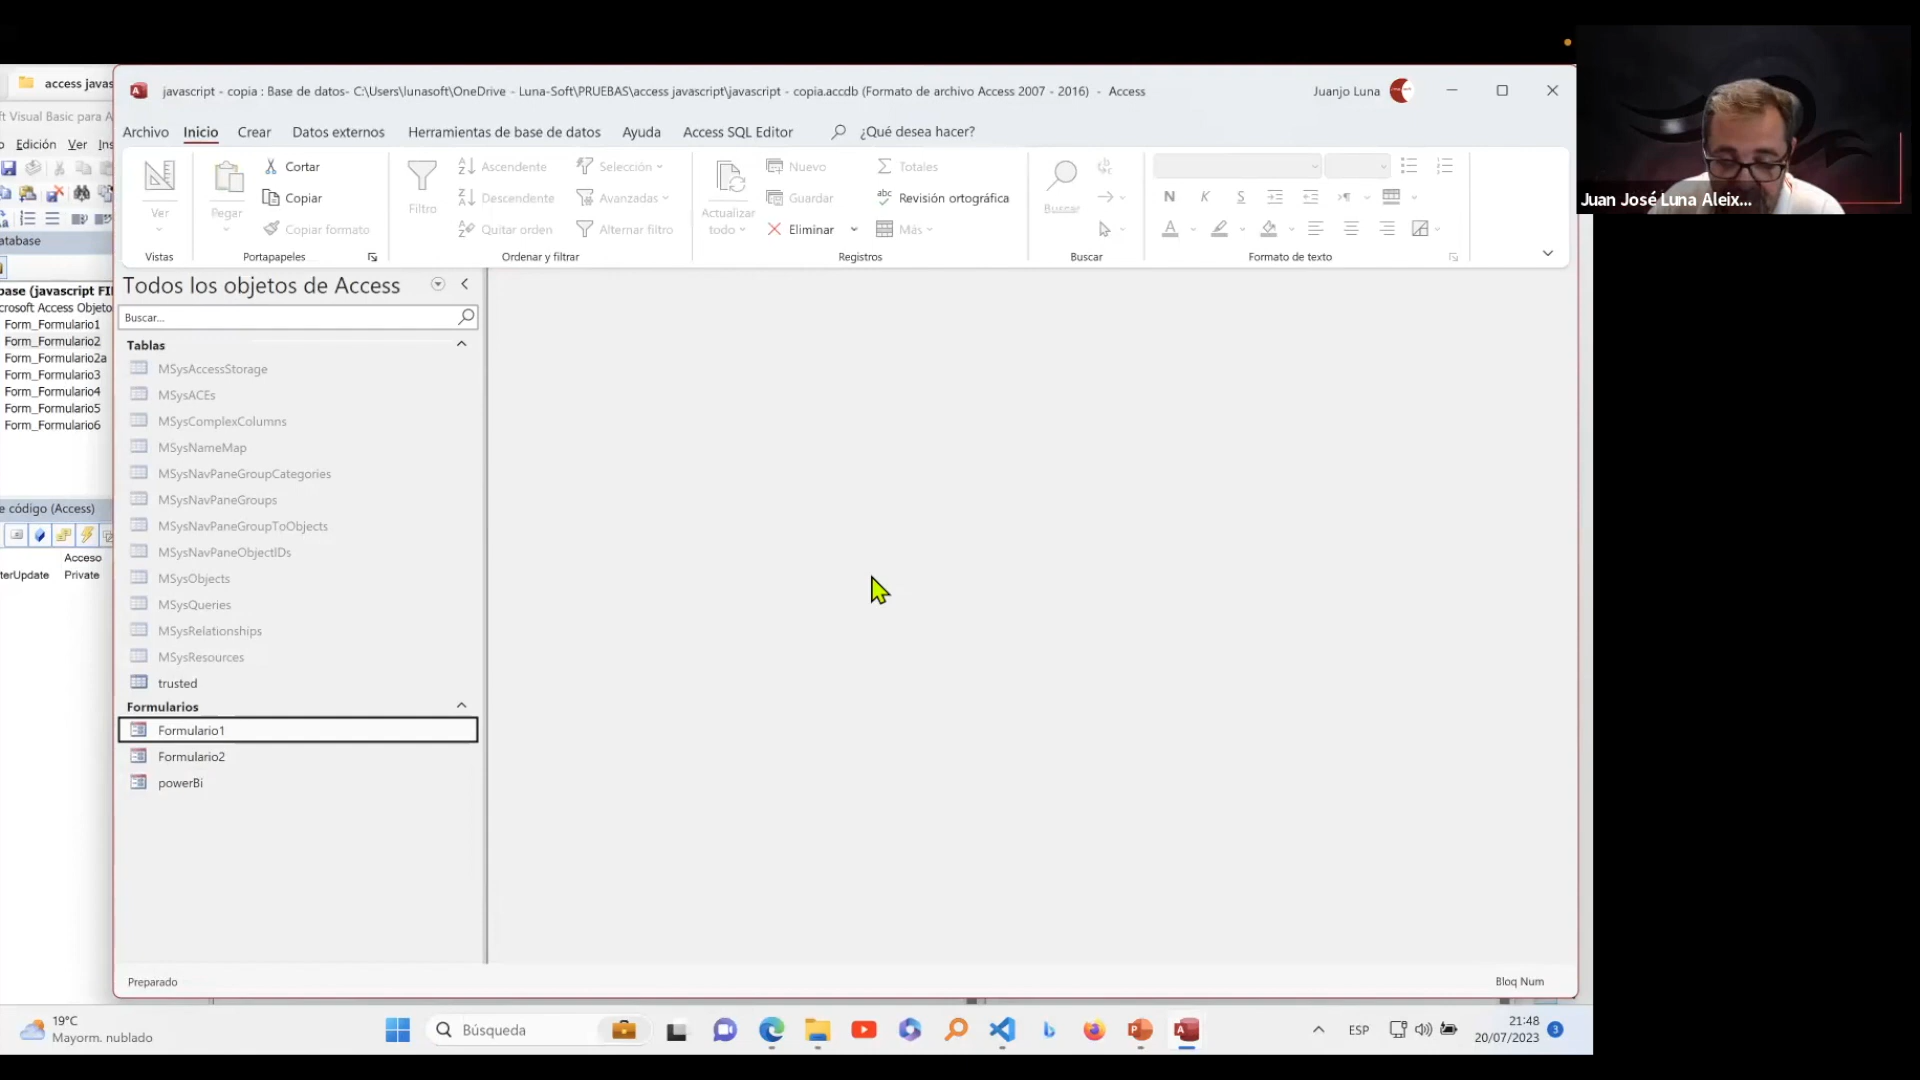 access javas
ft Visual Basic para A
o Edición Ver Ins
atabase
base (javascript FI
crosoft Access Objeto
Form_Formulario1
Form_Formulario2
Form_Formulario2a
Form_Formulario3
Form_Formulario4
Form_Formulario5
Form_Formulario6
e código (Access)
Acceso
terUpdate Private
javascript - copia : Base de datos- C:\Users\lunasoft\OneDrive - Luna-Soft\PRUEBAS\access javascript\javascript - copia.accdb (Formato de archivo Access 2007 - 2016) - Access
Juanjo Luna
Archivo Inicio Crear Datos externos Herramientas de base de datos Ayuda Access SQL Editor ¿Qué desea hacer?
Ver
Vistas
Pegar
Cortar
Copiar
Copiar formato
Portapapeles
Filtro
Ascendente
Descendente
Quitar orden
Selección
Avanzadas
Alternar filtro
Ordenar y filtrar
Actualizar
todo
Nuevo
Guardar
Eliminar
Totales
abc Revisión ortográfica
Más
Registros
Buscar
Buscar
N K S
A
Formato de texto
Todos los objetos de Access
Buscar...
Tablas
MSysAccessStorage
MSysACEs
MSysComplexColumns
MSysNameMap
MSysNavPaneGroupCategories
MSysNavPaneGroups
MSysNavPaneGroupToObjects
MSysNavPaneObjectIDs
MSysObjects
MSysQueries
MSysRelationships
MSysResources
trusted
Formularios
Formulario1
Formulario2
powerBi
Preparado
Bloq Num
Juan José Luna Aleix...
19°C
Mayorm. nublado
Búsqueda
ESP
21:48
20/07/2023
3